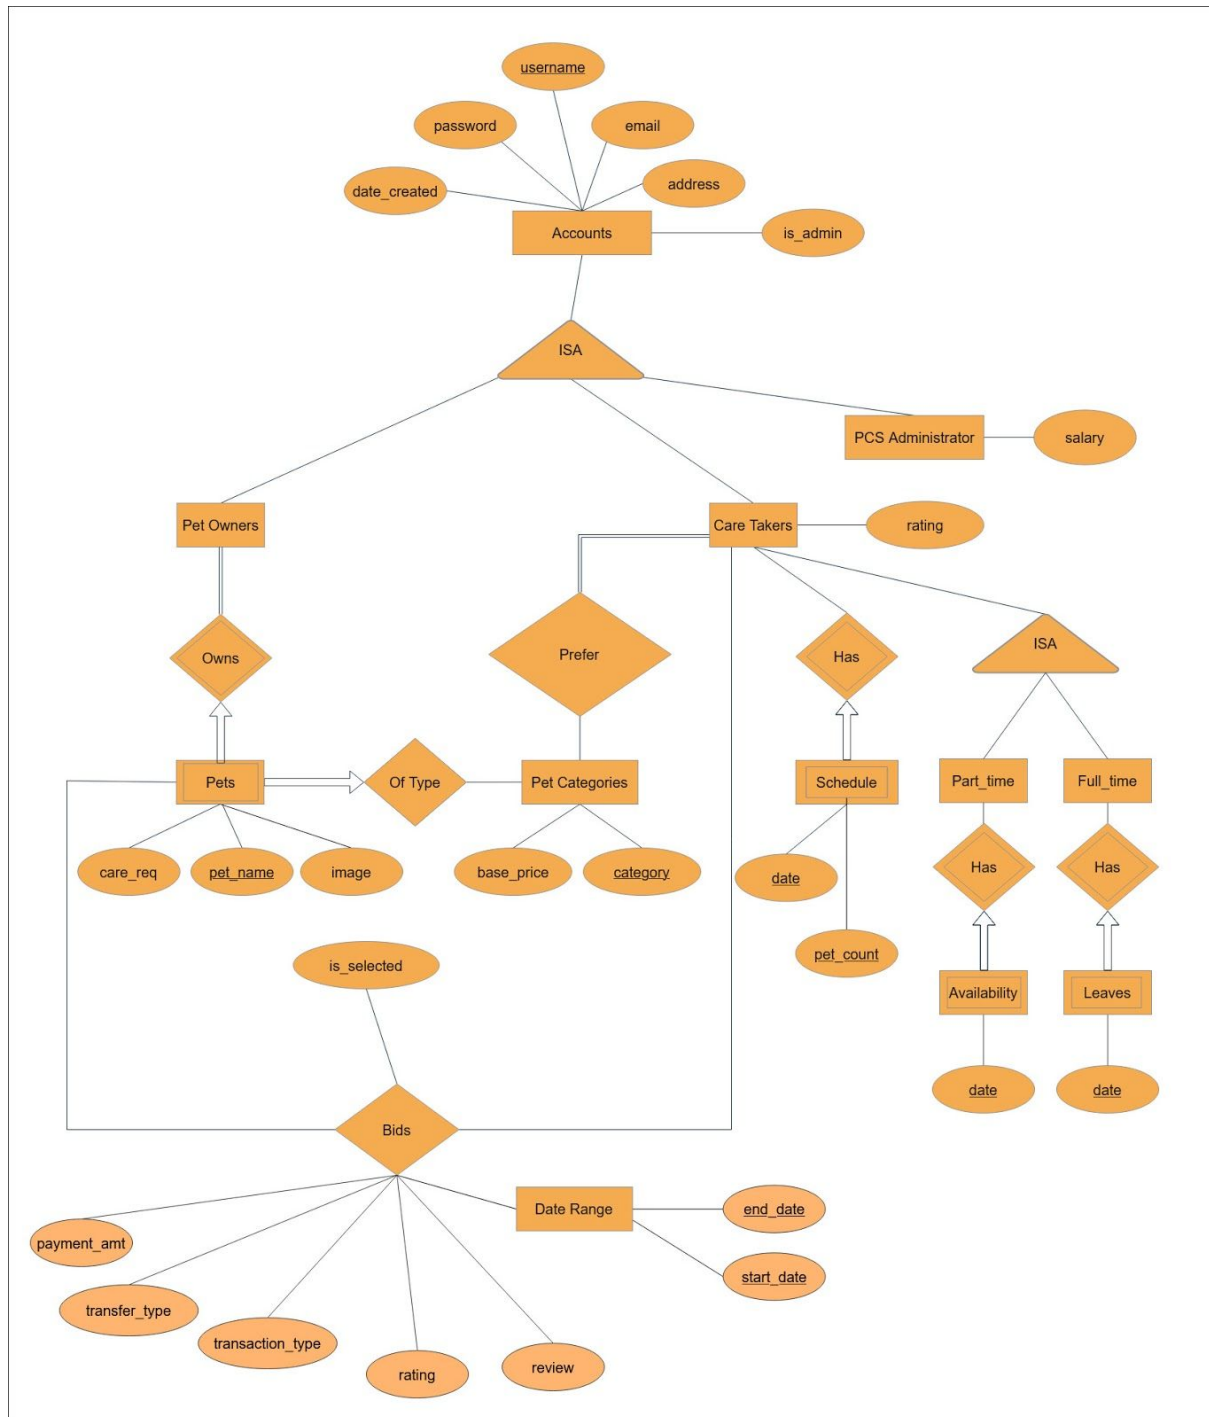 username
password
email
date_created
address
Accounts
is_admin
ISA
PCS Administrator
salary
Pet Owners
Care Takers
rating
Owns
Prefer
Has
ISA
Pets
Of Type
Pet Categories
Schedule
Part_time
Full_time
care_req
pet_name
image
base_price
category
date
Has
Has
pet_count
is_selected
Availability
Leaves
date
date
Bids
Date Range
end_date
start_date
payment_amt
transfer_type
transaction_type
rating
review